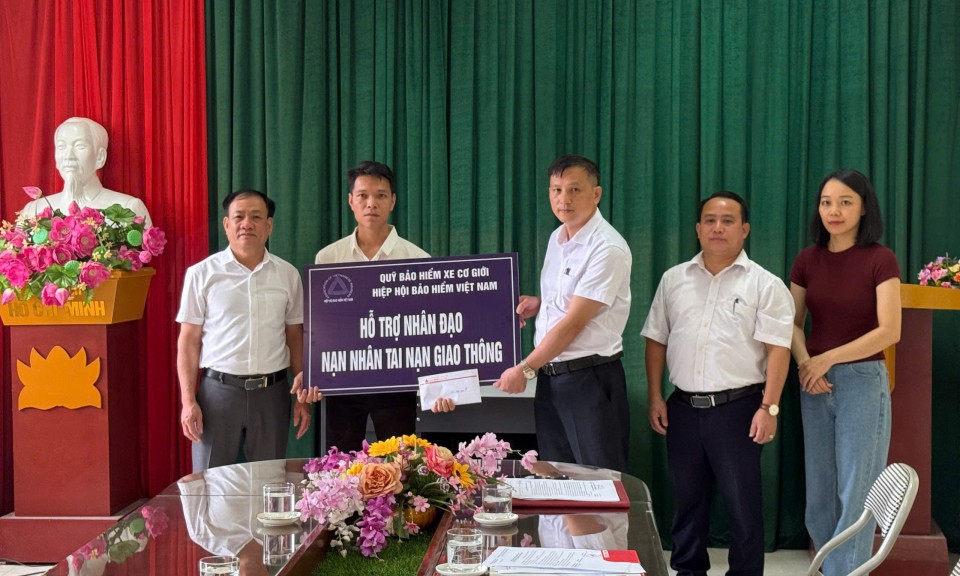 QUỸ BẢO HIỂM XE CƠ GIỚI
HIỆP HỘI BẢO HIỂM VIỆT NAM
HỖ TRỢ NHÂN ĐẠO
NẠN NHÂN TAI NẠN GIAO THÔNG
HỒ CHÍ MINH